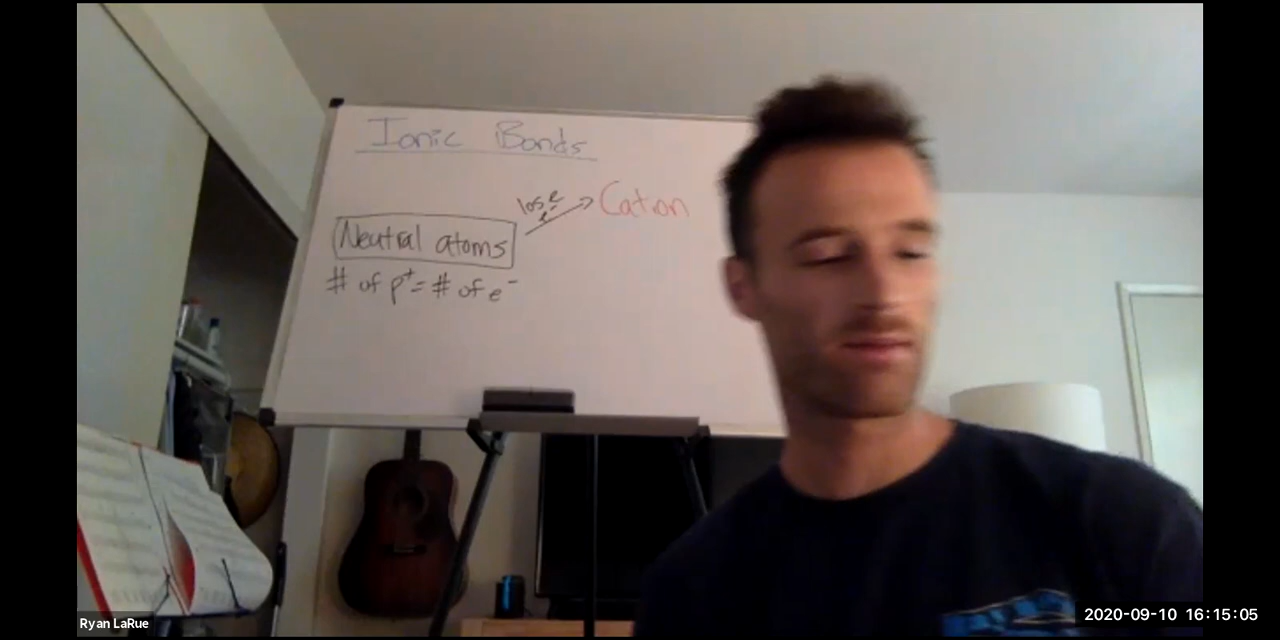 Ionic Bonds
lose
e⁻
Cation
Neutral atoms
# of p⁺ = # of e⁻
Ryan LaRue
2020-09-10 16:15:05